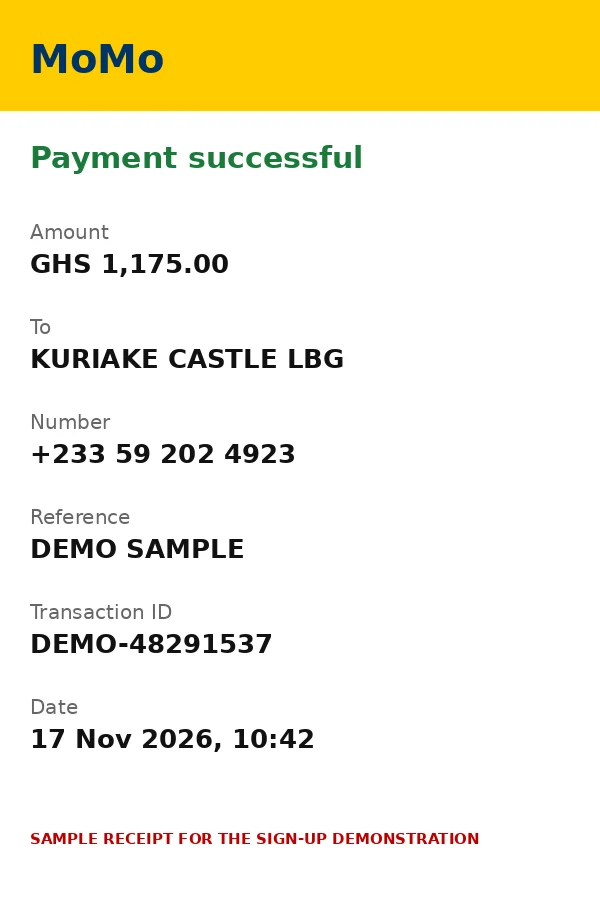 MoMo
Payment successful
Amount
GHS 1,175.00
To
KURIAKE CASTLE LBG
Number
+233 59 202 4923
Reference
DEMO SAMPLE
Transaction ID
DEMO-48291537
Date
17 Nov 2026, 10:42
SAMPLE RECEIPT FOR THE SIGN-UP DEMONSTRATION